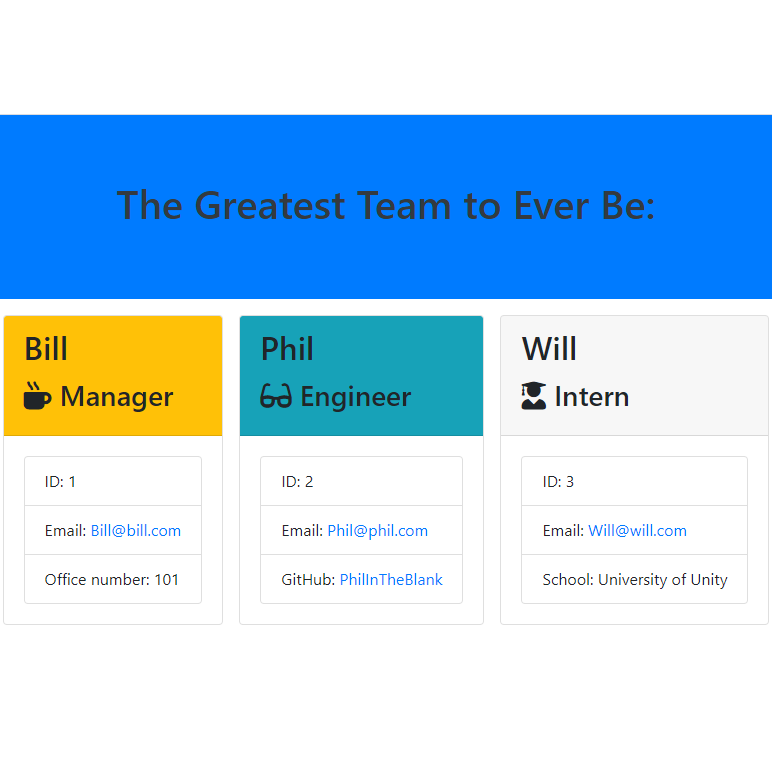 The Greatest Team to Ever Be:
Bill
Manager
ID: 1
Email: Bill@bill.com
Office number: 101
Phil
Engineer
ID: 2
Email: Phil@phil.com
GitHub: PhilInTheBlank
Will
Intern
ID: 3
Email: Will@will.com
School: University of Unity